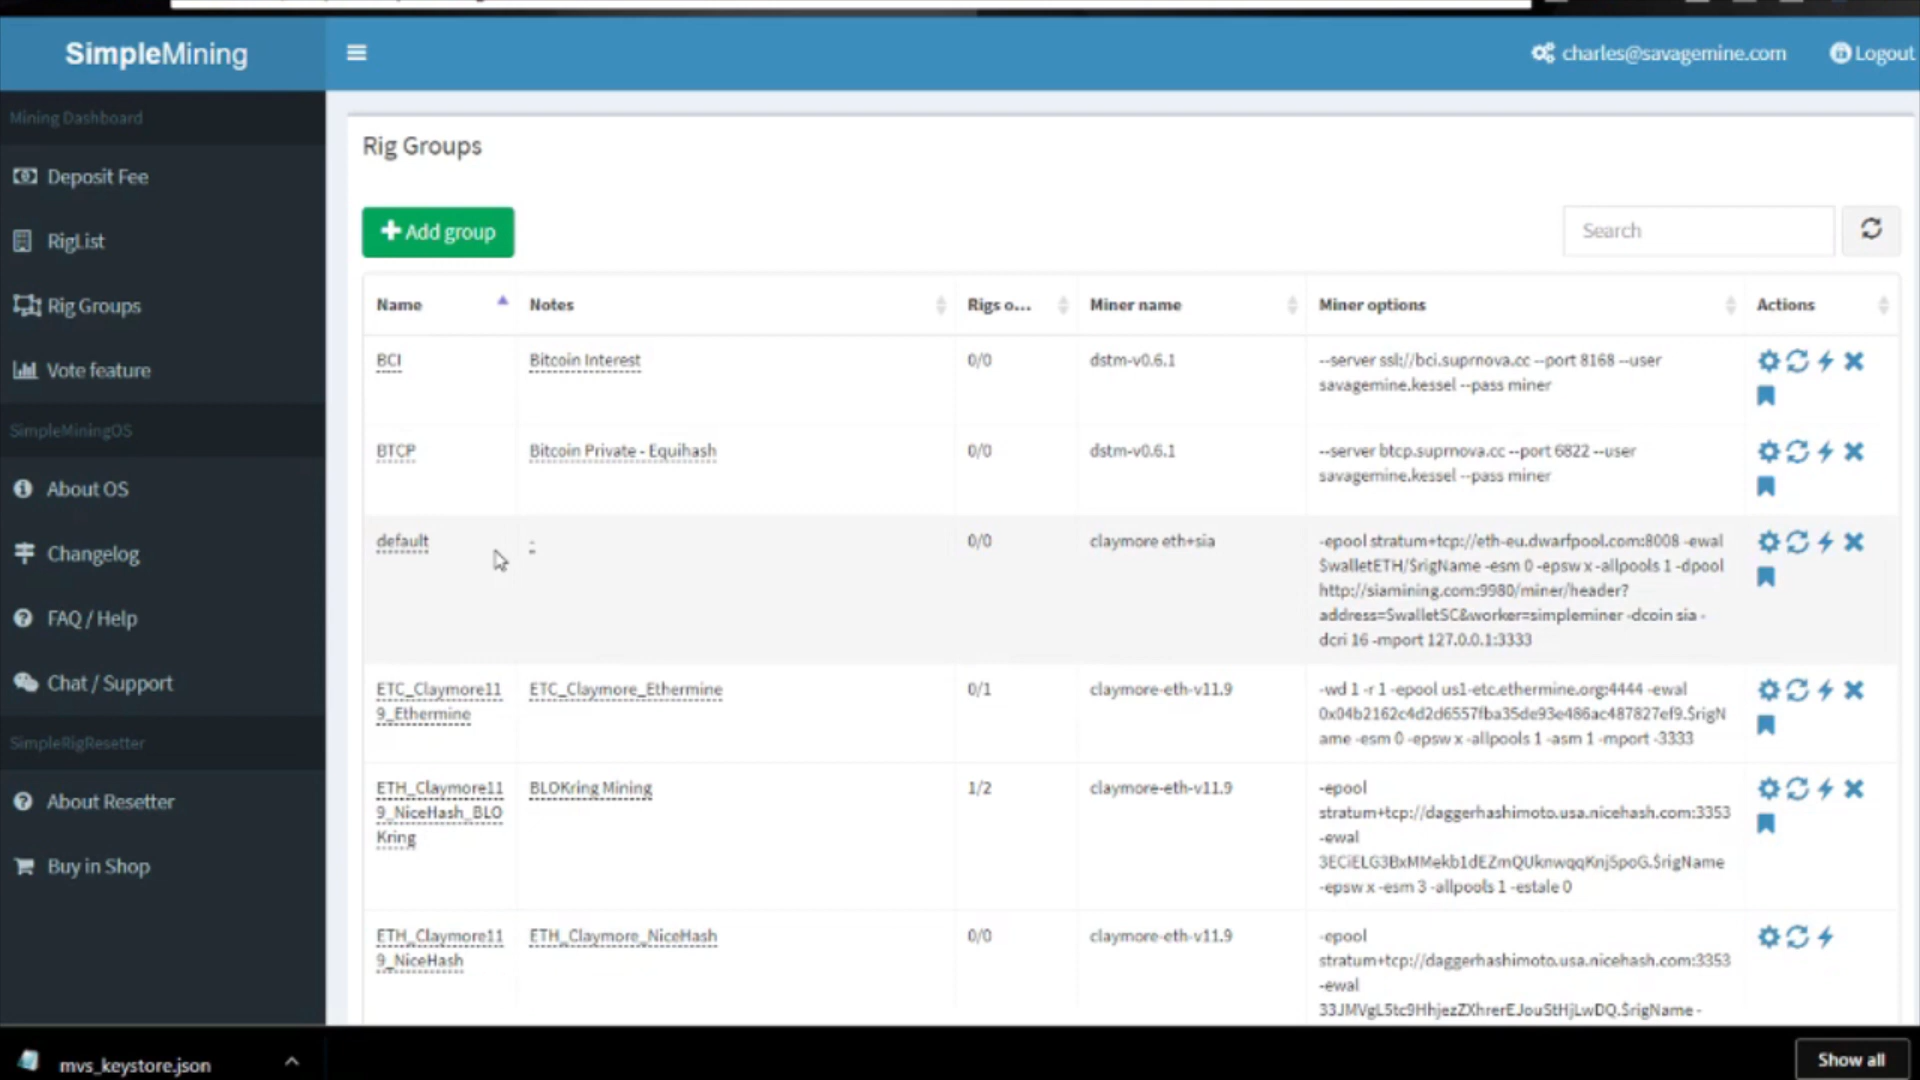 SimpleMining
charles@savagemine.com
Logout
Mining Dashboard
Deposit Fee
RigList
Rig Groups
Vote feature
SimpleMiningOS
About OS
Changelog
FAQ / Help
Chat / Support
SimpleRigResetter
About Resetter
Buy in Shop
Rig Groups
Add group
Search
Name Notes Rigs o... Miner name Miner options Actions
BCI Bitcoin Interest 0/0 dstm-v0.6.1
--server ssl://bci.suprnova.cc --port 8168 --user
savagemine.kessel --pass miner
BTCP Bitcoin Private - Equihash 0/0 dstm-v0.6.1
--server btcp.suprnova.cc --port 6822 --user
savagemine.kessel --pass miner
default - 0/0 claymore eth+sia
-epool stratum+tcp://eth-eu.dwarfpool.com:8008 -ewal
$walletETH/$rigName -esm 0 -epsw x -allpools 1 -dpool
http://siamining.com:9980/miner/header?
address=$walletSC&worker=simpleminer -dcoin sia -
dcri 16 -mport 127.0.0.1:3333
ETC_Claymore11
9_Ethermine
ETC_Claymore_Ethermine 0/1 claymore-eth-v11.9
-wd 1 -r 1 -epool us1-etc.ethermine.org:4444 -ewal
0x04b2162c4d2d6557fba35de93e486ac487827ef9.$rigN
ame -esm 0 -epsw x -allpools 1 -asm 1 -mport -3333
ETH_Claymore11
9_NiceHash_BLO
Kring
BLOKring Mining 1/2 claymore-eth-v11.9
-epool
stratum+tcp://daggerhashimoto.usa.nicehash.com:3353
-ewal
3ECiELG3BxMMekb1dEZmQUknwqqKnj5poG.$rigName
-epsw x -esm 3 -allpools 1 -estale 0
ETH_Claymore11
9_NiceHash
ETH_Claymore_NiceHash 0/0 claymore-eth-v11.9
-epool
stratum+tcp://daggerhashimoto.usa.nicehash.com:3353
-ewal
33JMVgL5tc9HhjezZXhrerEJouStHjLwDQ.$rigName -
mvs_keystore.json
Show all